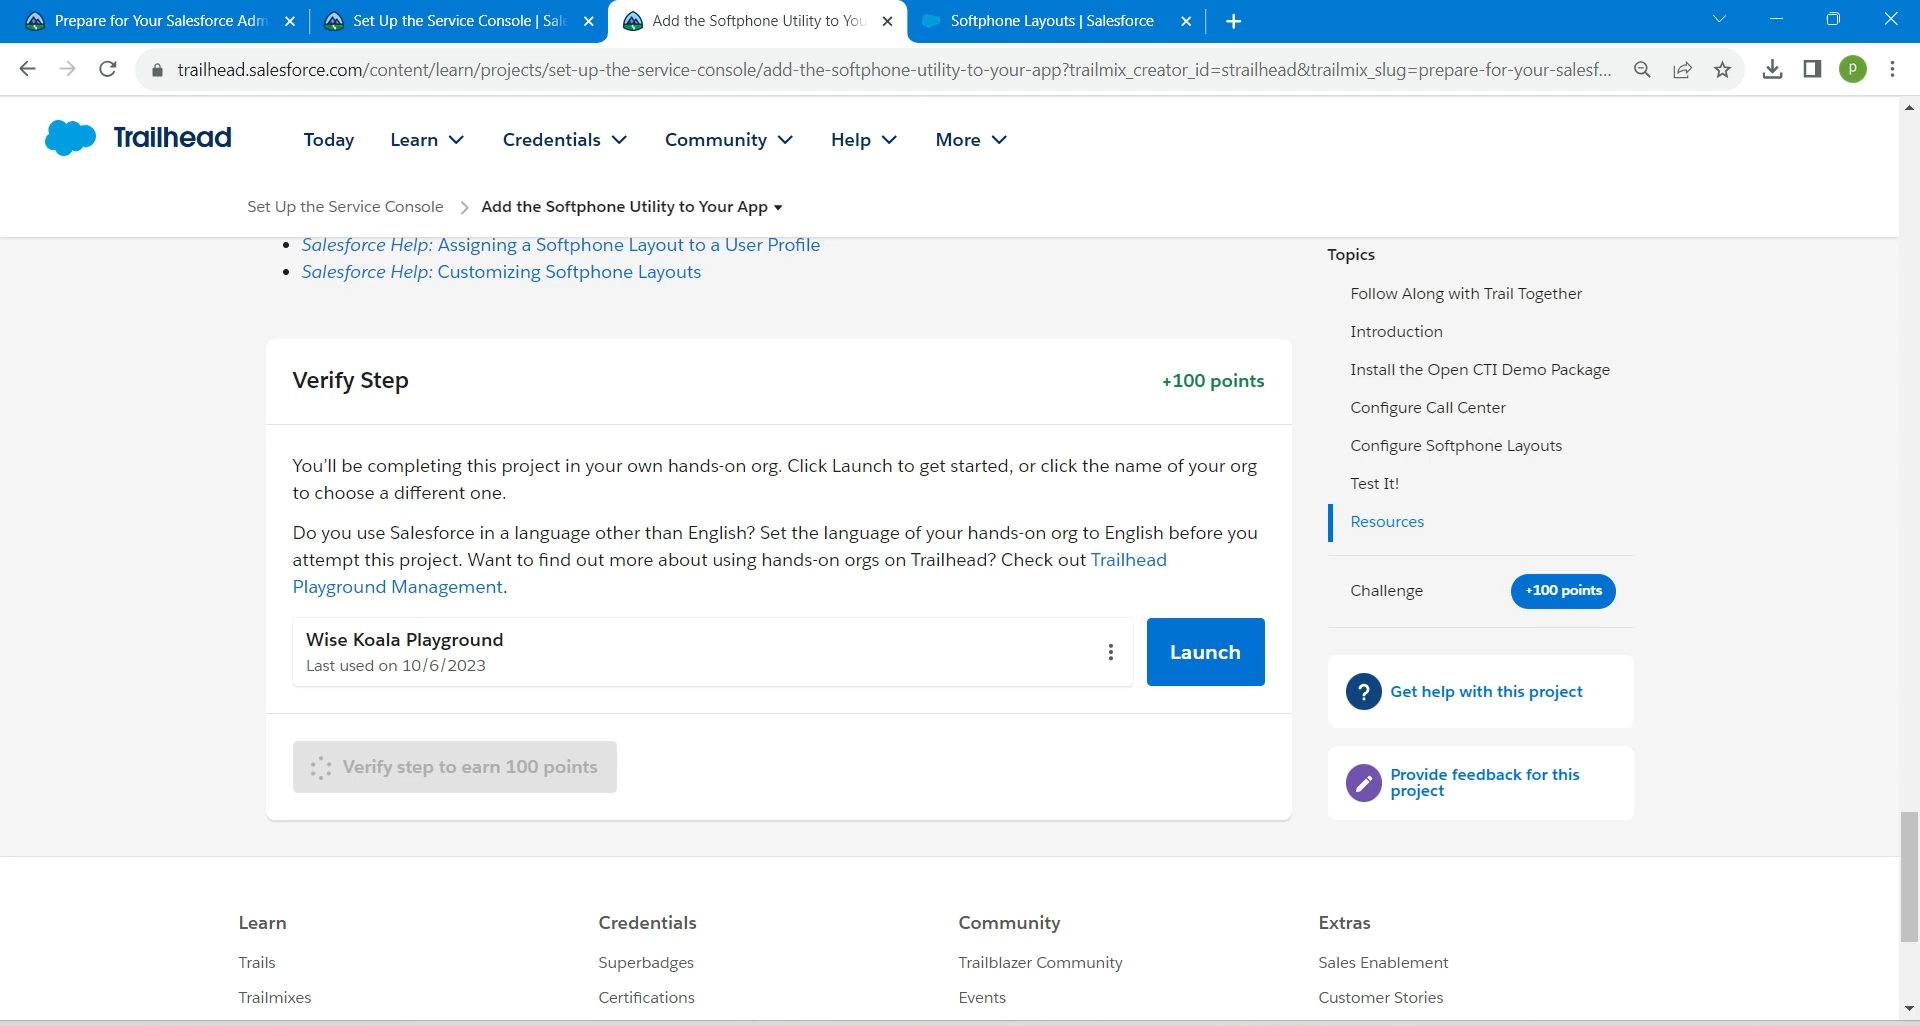 Prepare for Your Salesforce Adm
Set Up the Service Console | Sal
Add the Softphone Utility to You
Softphone Layouts | Salesforce
trailhead.salesforce.com/content/learn/projects/set-up-the-service-console/add-the-softphone-utility-to-your-app?trailmix_creator_id=strailhead&trailmix_slug=prepare-for-your-salesf...
P
Trailhead
Today
Learn
Credentials
Community
Help
More
Set Up the Service Console
Add the Softphone Utility to Your App
Salesforce Help: Assigning a Softphone Layout to a User Profile
Salesforce Help: Customizing Softphone Layouts
Verify Step
+100 points
You'll be completing this project in your own hands-on org. Click Launch to get started, or click the name of your org
to choose a different one.
Do you use Salesforce in a language other than English? Set the language of your hands-on org to English before you
attempt this project. Want to find out more about using hands-on orgs on Trailhead? Check out Trailhead
Playground Management.
Wise Koala Playground
Last used on 10/6/2023
Launch
Verify step to earn 100 points
Topics
Follow Along with Trail Together
Introduction
Install the Open CTI Demo Package
Configure Call Center
Configure Softphone Layouts
Test It!
Resources
Challenge
+100 points
? Get help with this project
Provide feedback for this
project
Learn
Trails
Trailmixes
Credentials
Superbadges
Certifications
Community
Trailblazer Community
Events
Extras
Sales Enablement
Customer Stories